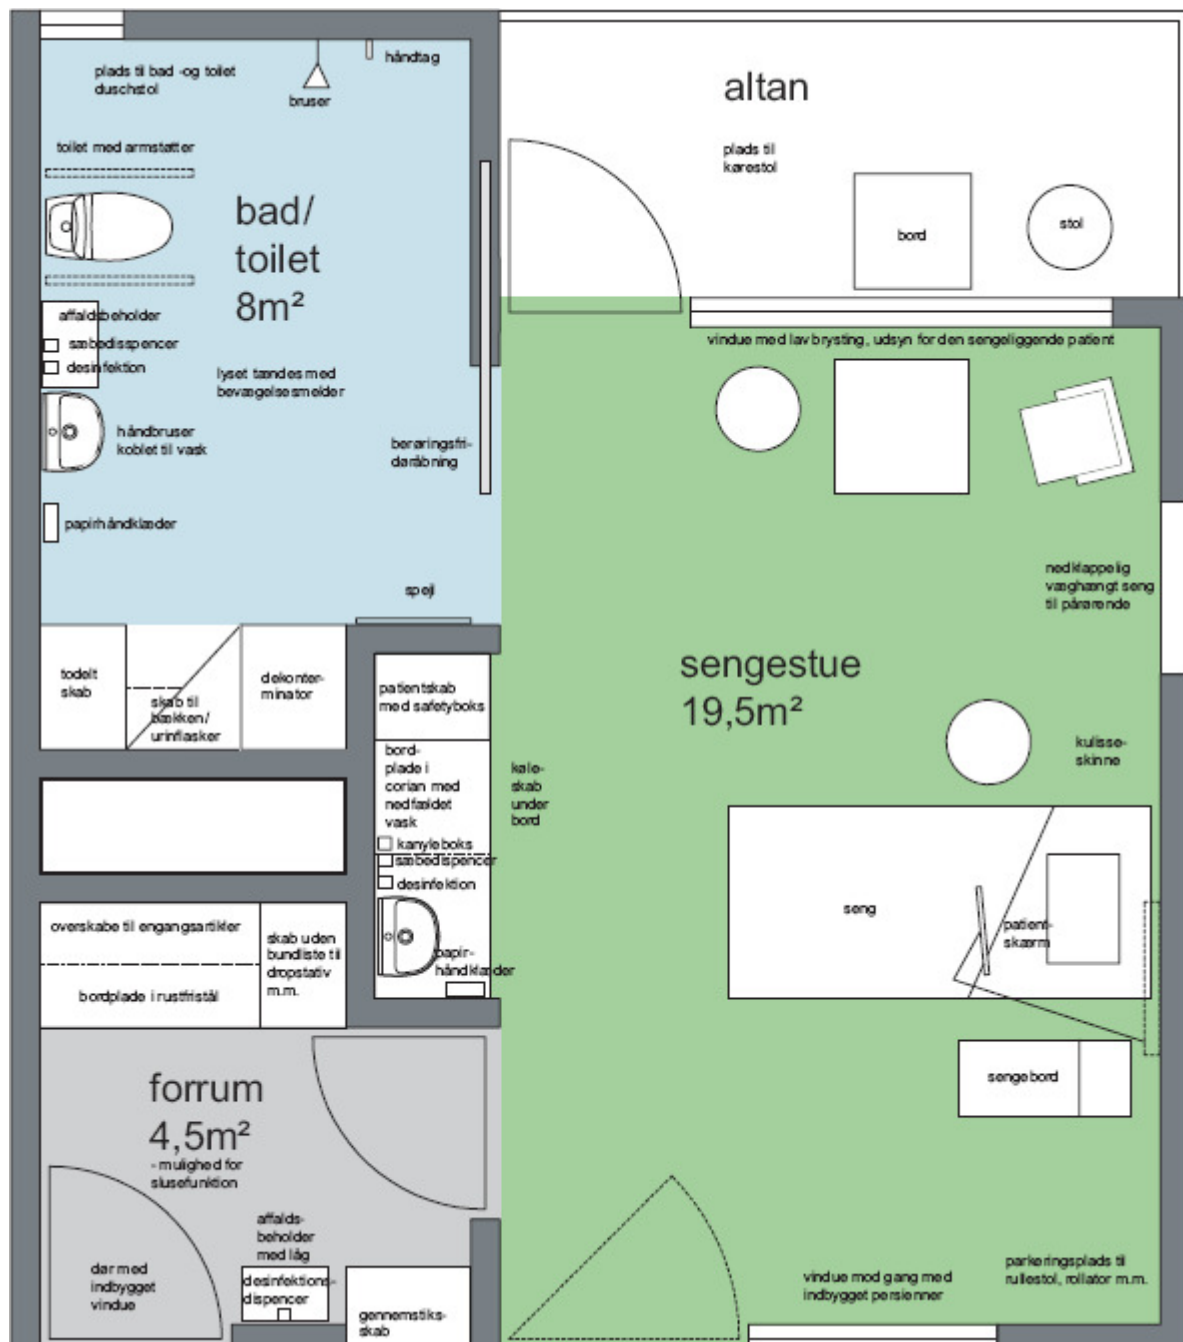 plads til bad -og toilet
duschstol
bruser
håndtag
toilet med armstøtter
bad/
toilet
8m²
affaldsbeholder
sæbedisspencer
desinfektion
lyset tændes med
bevægelsesmelder
håndbruser
koblet til vask
berøringsfri-
døråbning
papirhåndklæder
spejl
altan
plads til
kørestol
bord
stol
vindue med lav brysting, udsyn for den sengeliggende patient
nedklappelig
væghængt seng
til pårørende
sengestue
19,5m²
todelt
skab
skab til
bækken/
urinflasker
dekonter-
minator
patientskab
med safetyboks
bord-
plade i
corian med
nedfældet
vask
kanyleboks
sæbedispencer
desinfektion
papir-
håndklæder
køle-
skab
under
bord
kulisse-
skinne
seng
patient-
skærm
sengebord
overskabe til engangsartikler
bordplade i rustfristål
skab uden
bundliste til
dropstativ
m.m.
forrum
4,5m²
- mulighed for
slusefunktion
affalds-
beholder
med låg
dør med
indbygget
vindue
desinfektions-
dispencer
gennemstiks-
skab
vindue mod gang med
indbygget persienner
parkeringsplads til
rullestol, rollator m.m.